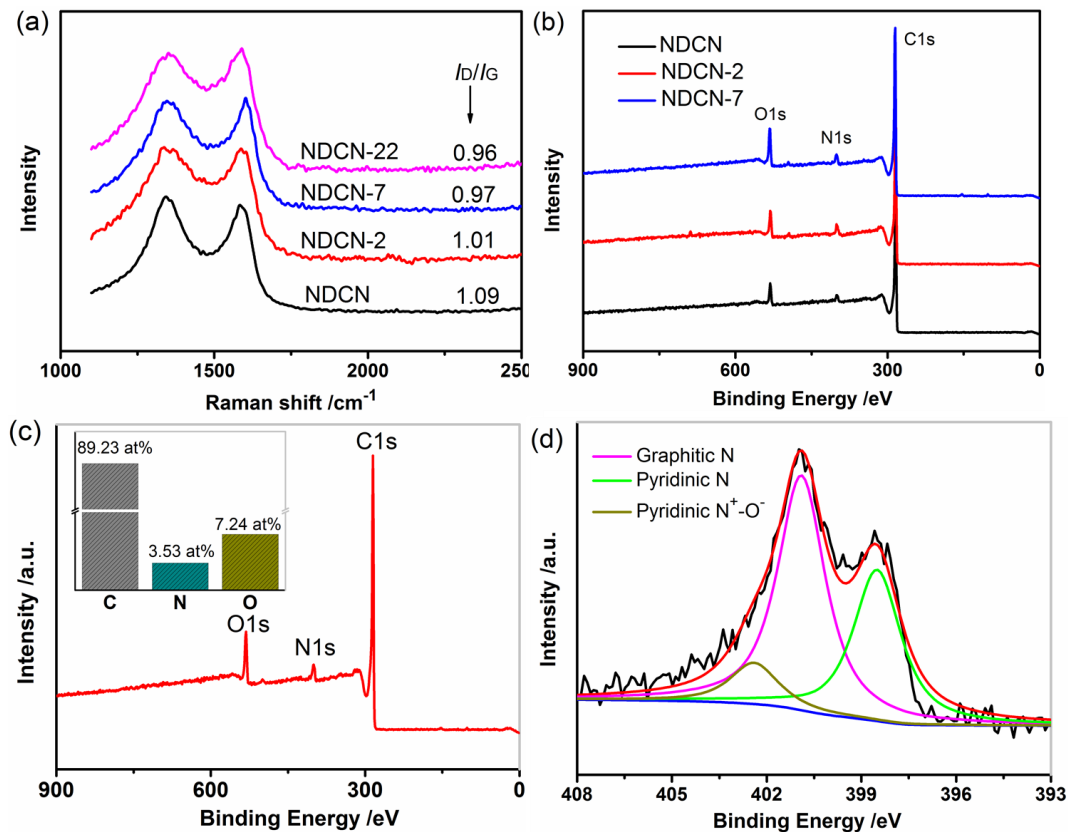 (a)
I_D/I_G
NDCN-22 0.96
NDCN-7 0.97
NDCN-2 1.01
NDCN 1.09
Intensity
1000 1500 2000 250
Raman shift /cm⁻¹
(b)
NDCN
NDCN-2
NDCN-7
C1s
O1s
N1s
Intensity
900 600 300 0
Binding Energy /eV
(c)
89.23 at%
3.53 at%
7.24 at%
C N O
C1s
O1s
N1s
Intensity /a.u.
900 600 300 0
Binding Energy /eV
(d)
Graphitic N
Pyridinic N
Pyridinic N⁺-O⁻
Intensity /a.u.
408 405 402 399 396 393
Binding Energy /eV